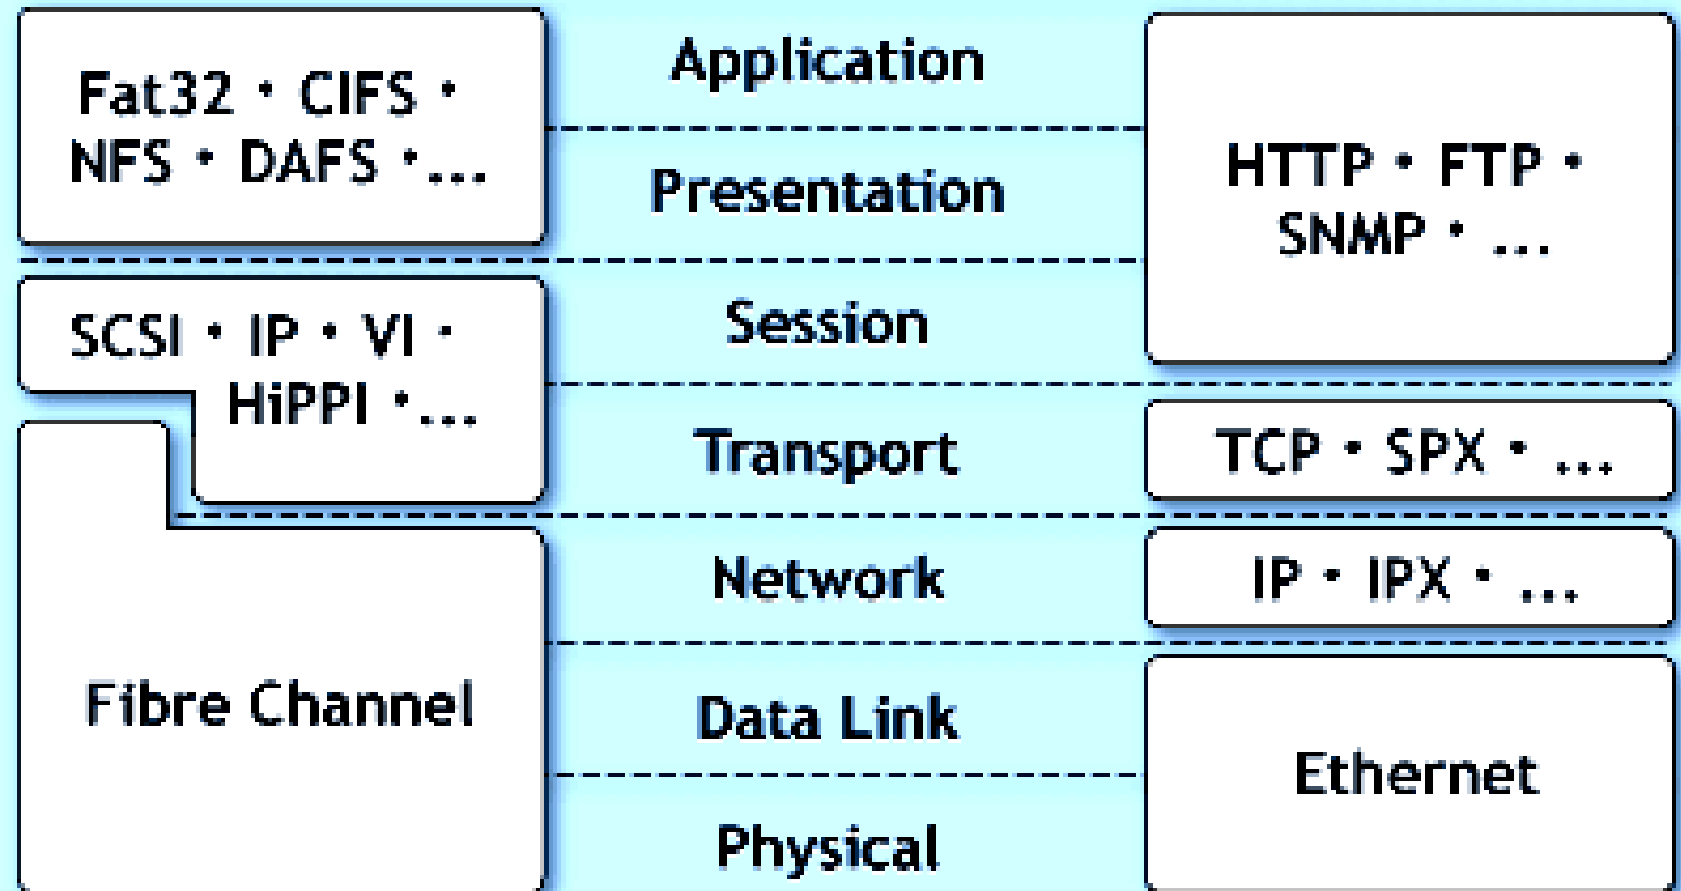 Fat32 • CIFS •
NFS • DAFS •...
SCSI • IP • VI •
HiPPI •...
Fibre Channel
Application
Presentation
Session
Transport
Network
Data Link
Physical
HTTP • FTP •
SNMP • ...
TCP • SPX • ...
IP • IPX • ...
Ethernet